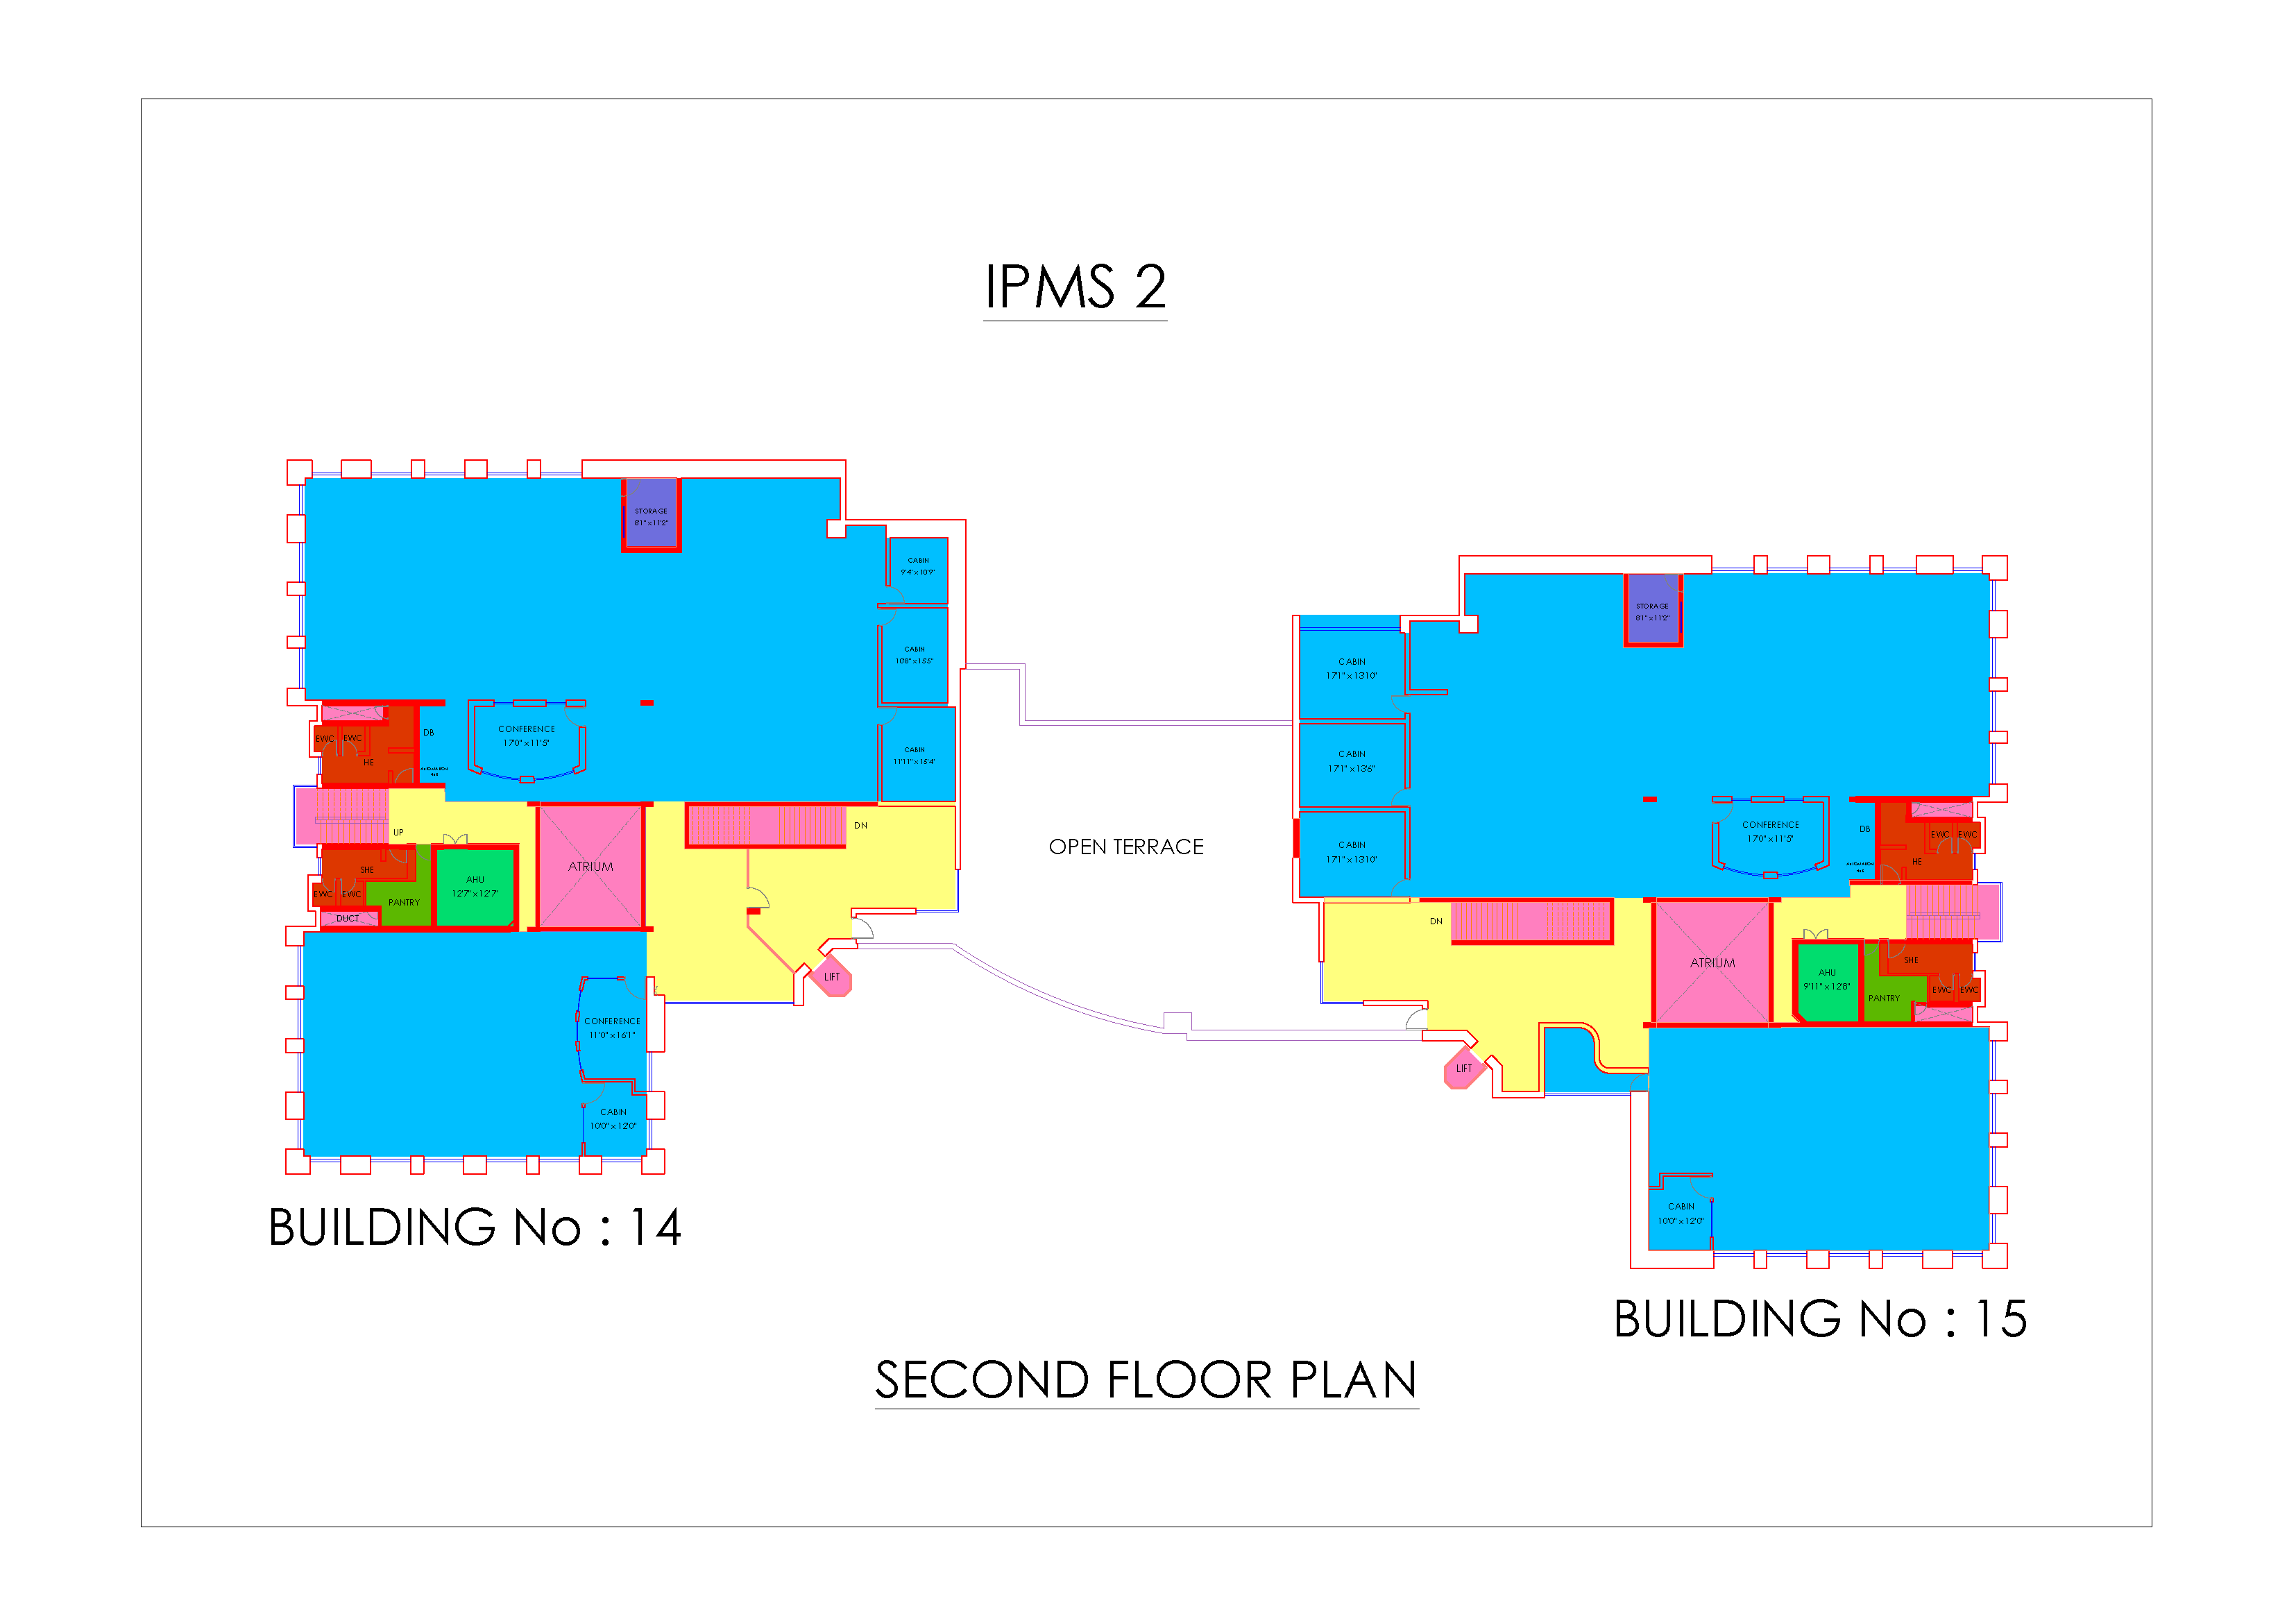 IPMS 2
STORAGE
8'1" x 11'2"
CABIN
9'4" x 10'9"
CABIN
10'8" x 15'5"
CABIN
11'11" x 15'4"
CONFERENCE
17'0" x 11'5"
DB
EWC
EWC
HE
UP
SHE
EWC
EWC
PANTRY
DUCT
AHU
12'7" x 12'7"
ATRIUM
DN
LIFT
CONFERENCE
11'0" x 16'1"
CABIN
10'0" x 12'0"
BUILDING No : 14
OPEN TERRACE
STORAGE
8'1" x 11'2"
CABIN
17'1" x 13'10"
CABIN
17'1" x 13'6"
CABIN
17'1" x 13'10"
CONFERENCE
17'0" x 11'5"
DB
EWC
EWC
HE
DN
ATRIUM
AHU
9'11" x 12'8"
SHE
EWC
EWC
PANTRY
LIFT
CABIN
10'0" x 12'0"
BUILDING No : 15
SECOND FLOOR PLAN